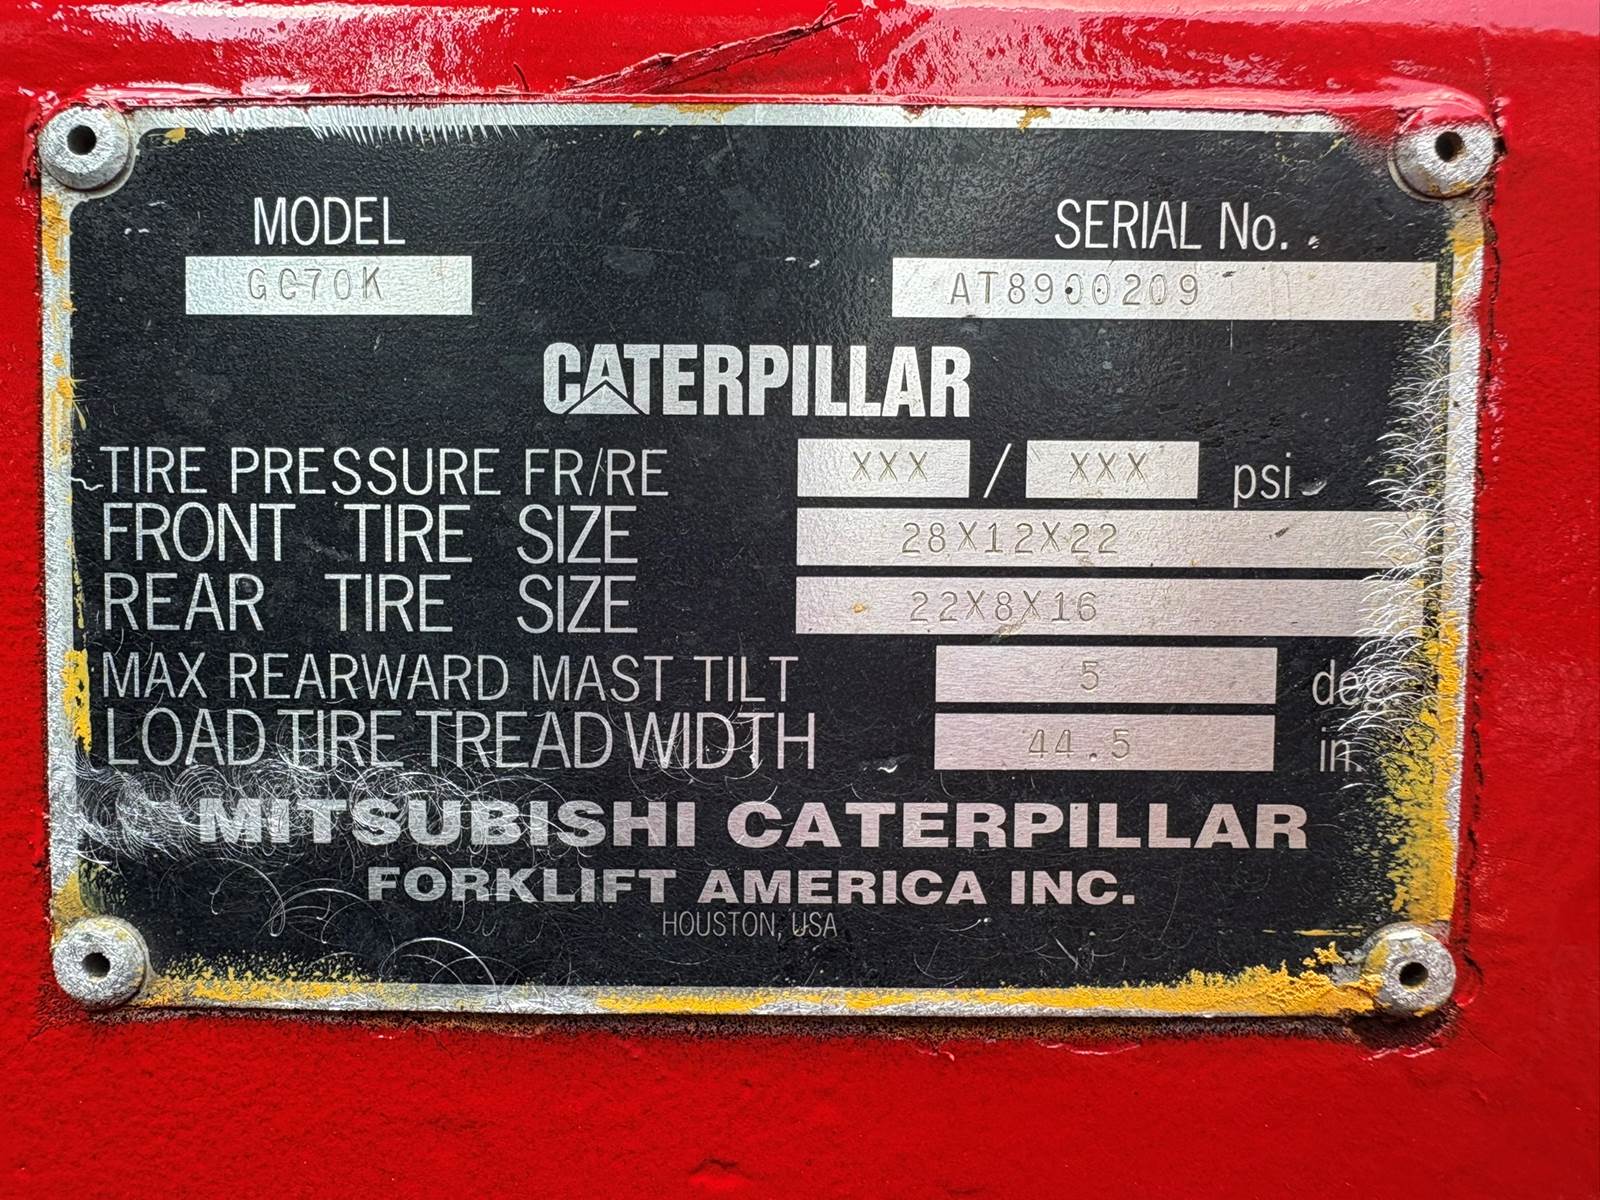 MODEL SERIAL No.
GC70K AT8900209
CATERPILLAR
TIRE PRESSURE FR/RE XXX / XXX psi
FRONT TIRE SIZE 28X12X22
REAR TIRE SIZE 22X8X16
MAX REARWARD MAST TILT 5 deg.
LOAD TIRE TREAD WIDTH 44.5 in.
MITSUBISHI CATERPILLAR
FORKLIFT AMERICA INC.
HOUSTON, USA